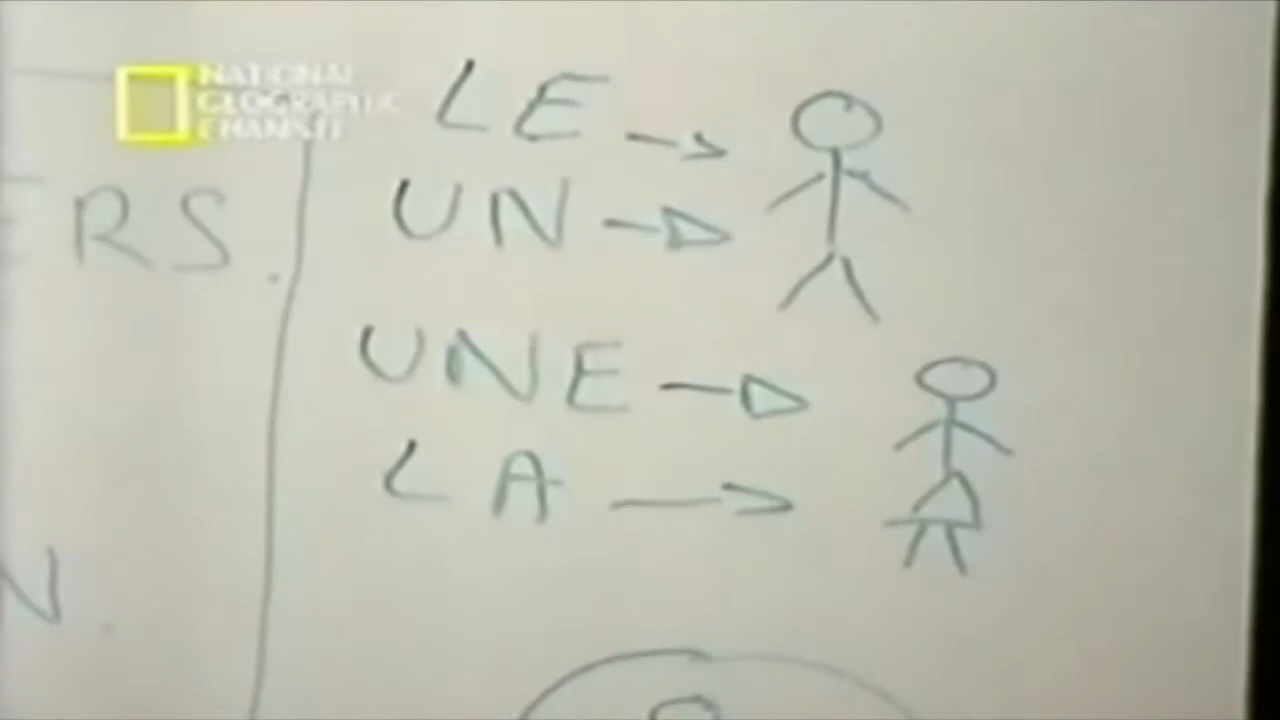 NATIONAL
GEOGRAPHIC
CHANNEL
LE
UN
UNE
LA
ERS.
N.